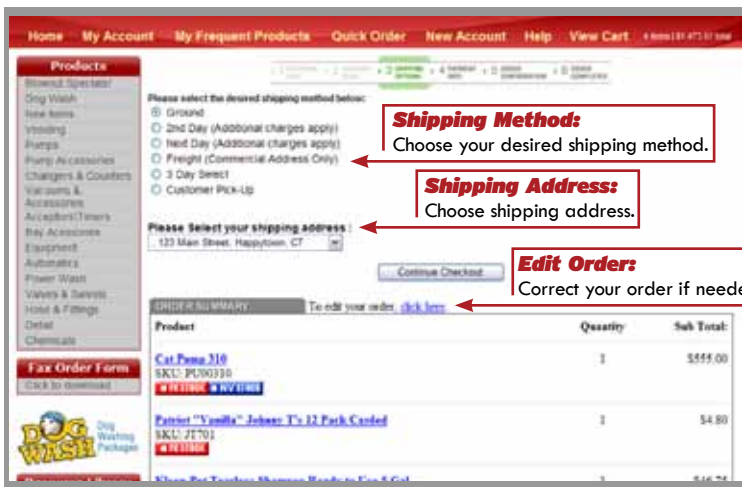 Home My Account My Frequent Products Quick Order New Account Help View Cart
Products
Blowout Specials!
Dog Wash
New Items
Vending
Pumps
Pump Accessories
Changers & Counters
Vacuums &
Accessories
Acceptors/Timers
Bay Accessories
Equipment
Automatics
Power Wash
Valves & Swivels
Hose & Fittings
Detail
Chemicals
Fax Order Form
Click to download
DOG WASH
Dog
Washing
Packages
Please select the desired shipping method below:
Ground
2nd Day (Additional charges apply)
Next Day (Additional charges apply)
Freight (Commercial Address Only)
3 Day Select
Customer Pick-Up
Shipping Method:
Choose your desired shipping method.
Please Select your shipping address :
123 Main Street, Happytown, CT
Shipping Address:
Choose shipping address.
Continue Checkout
Edit Order:
Correct your order if neede
ORDER SUMMARY To edit your order, click here
Product Quantity Sub Total:
Cat Pump 310 1 $555.00
SKU: PU00310
Patriot "Vanilla" Johnny T's 12 Pack Carded 1 $4.80
SKU: JT701